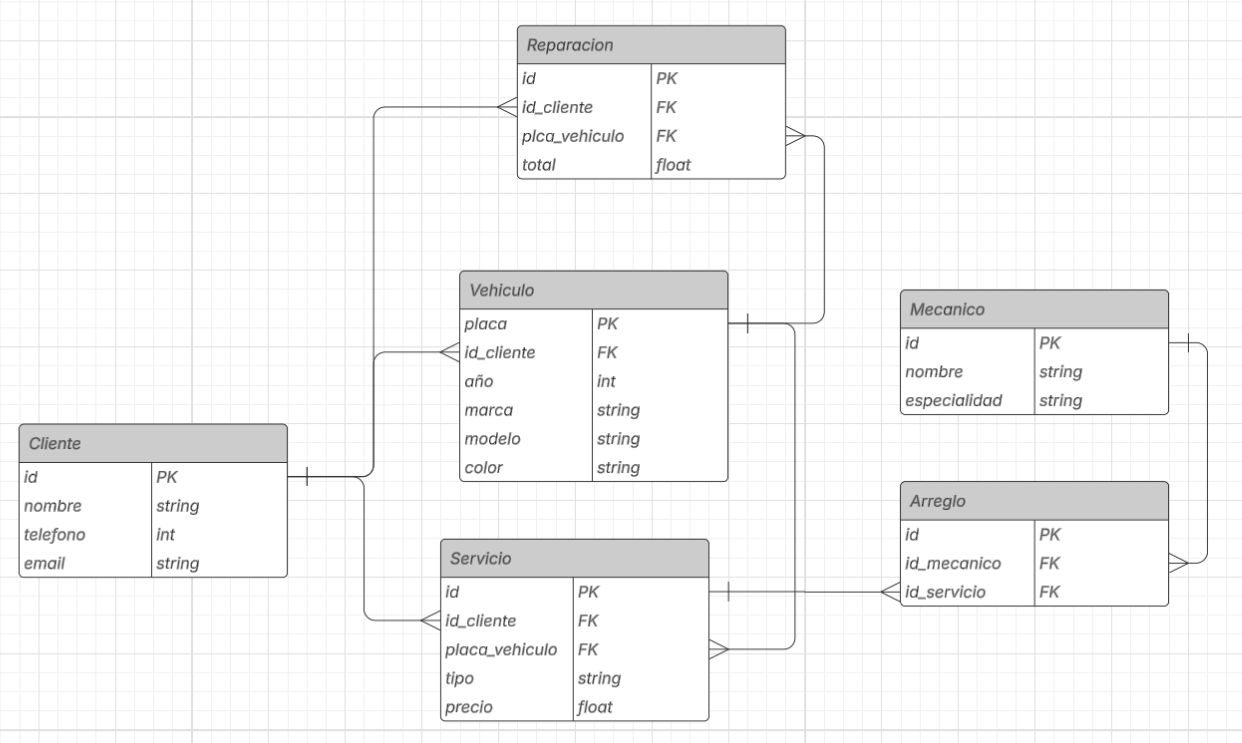 Reparacion
id PK
id_cliente FK
plca_vehiculo FK
total float
Vehiculo
placa PK
id_cliente FK
año int
marca string
modelo string
color string
Mecanico
id PK
nombre string
especialidad string
Cliente
id PK
nombre string
telefono int
email string
Arreglo
id PK
id_mecanico FK
id_servicio FK
Servicio
id PK
id_cliente FK
placa_vehiculo FK
tipo string
precio float